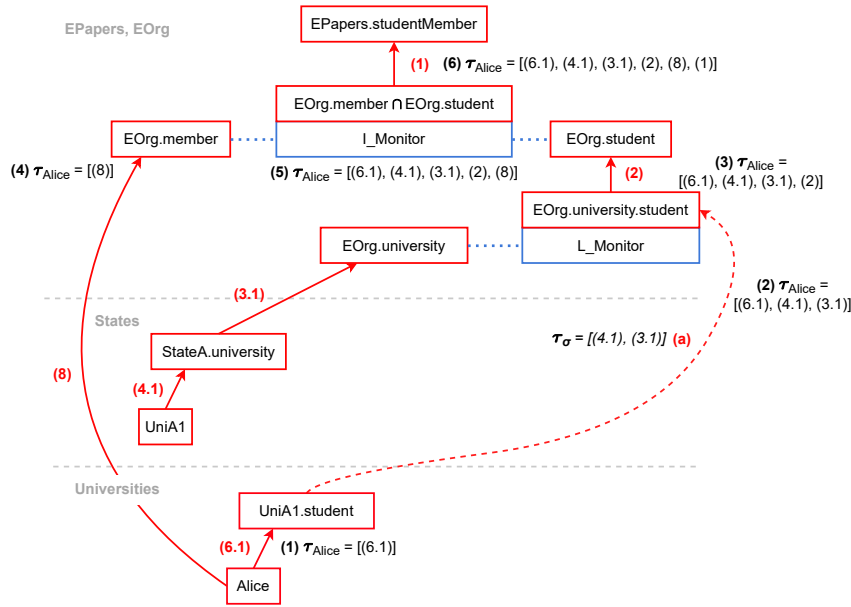 EPapers.studentMember
EPapers, EOrg
(1)
(6) τAlice = [(6.1), (4.1), (3.1), (2), (8), (1)]
EOrg.member ∩ EOrg.student
EOrg.member
I_Monitor
EOrg.student
(4) τAlice = [(8)]
(5) τAlice = [(6.1), (4.1), (3.1), (2), (8)]
(2)
(3) τAlice =
[(6.1), (4.1), (3.1), (2)]
EOrg.university.student
EOrg.university
L_Monitor
(3.1)
(2) τAlice =
[(6.1), (4.1), (3.1)]
States
τσ = [(4.1), (3.1)] (a)
StateA.university
(8)
(4.1)
UniA1
Universities
UniA1.student
(6.1)
(1) τAlice = [(6.1)]
Alice